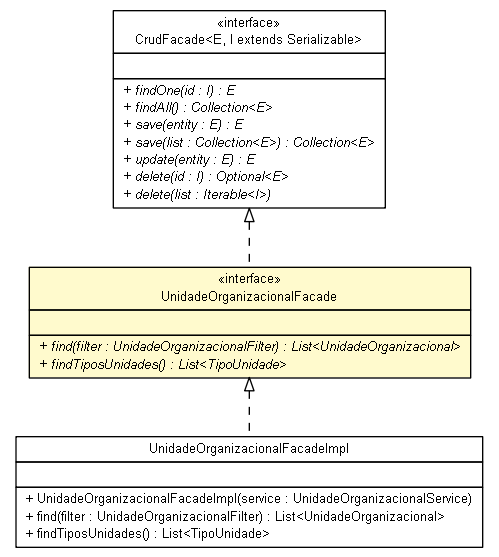 «interface»
CrudFacade<E, I extends Serializable>
+ findOne(id : I) : E
+ findAll() : Collection<E>
+ save(entity : E) : E
+ save(list : Collection<E>) : Collection<E>
+ update(entity : E) : E
+ delete(id : I) : Optional<E>
+ delete(list : Iterable<I>)
«interface»
UnidadeOrganizacionalFacade
+ find(filter : UnidadeOrganizacionalFilter) : List<UnidadeOrganizacional>
+ findTiposUnidades() : List<TipoUnidade>
UnidadeOrganizacionalFacadeImpl
+ UnidadeOrganizacionalFacadeImpl(service : UnidadeOrganizacionalService)
+ find(filter : UnidadeOrganizacionalFilter) : List<UnidadeOrganizacional>
+ findTiposUnidades() : List<TipoUnidade>